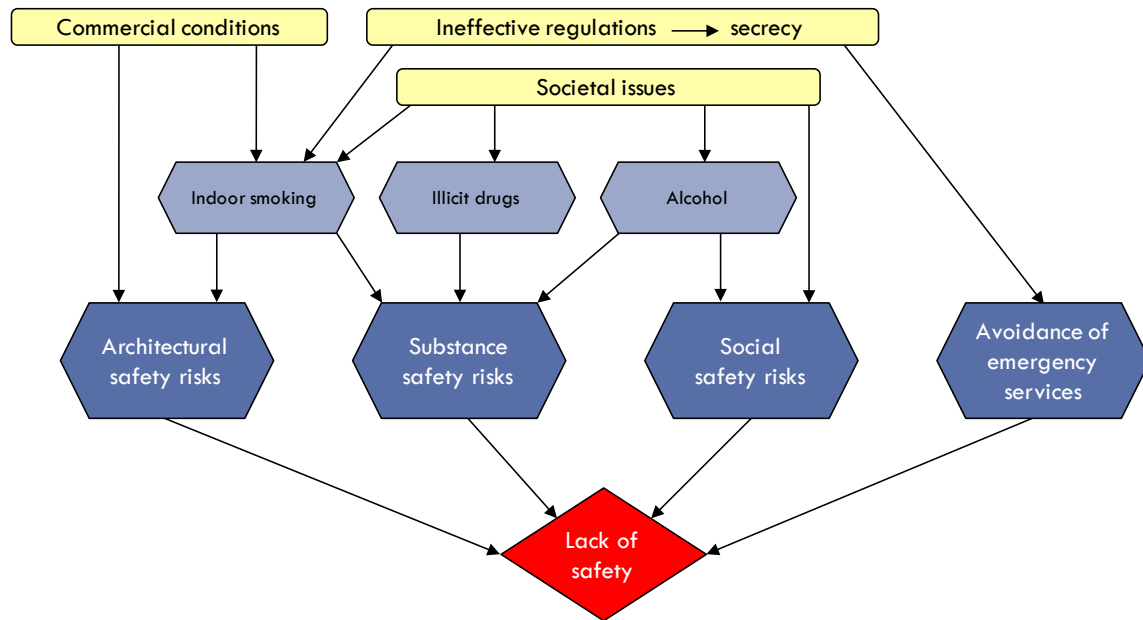 Commercial conditions
Ineffective regulations → secrecy
Societal issues
Indoor smoking
Illicit drugs
Alcohol
Architectural
safety risks
Substance
safety risks
Social
safety risks
Avoidance of
emergency
services
Lack of
safety